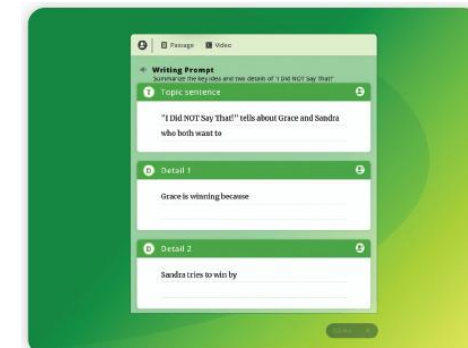 Passage Video
Writing Prompt
Summarize the key idea and two details of "I Did NOT Say That!"
T Topic sentence
"I Did NOT Say That!" tells about Grace and Sandra
who both want to
D Detail 1
Grace is winning because
D Detail 2
Sandra tries to win by